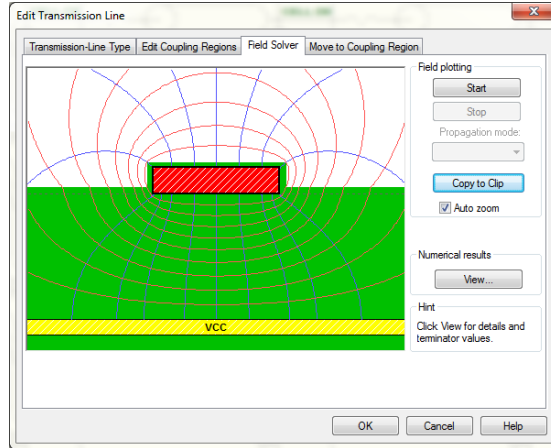 Edit Transmission Line
Transmission-Line Type
Edit Coupling Regions
Field Solver
Move to Coupling Region
Field plotting
Start
Stop
Propagation mode:
Copy to Clip
Auto zoom
Numerical results
View...
Hint
Click View for details and
terminator values.
VCC
OK
Cancel
Help